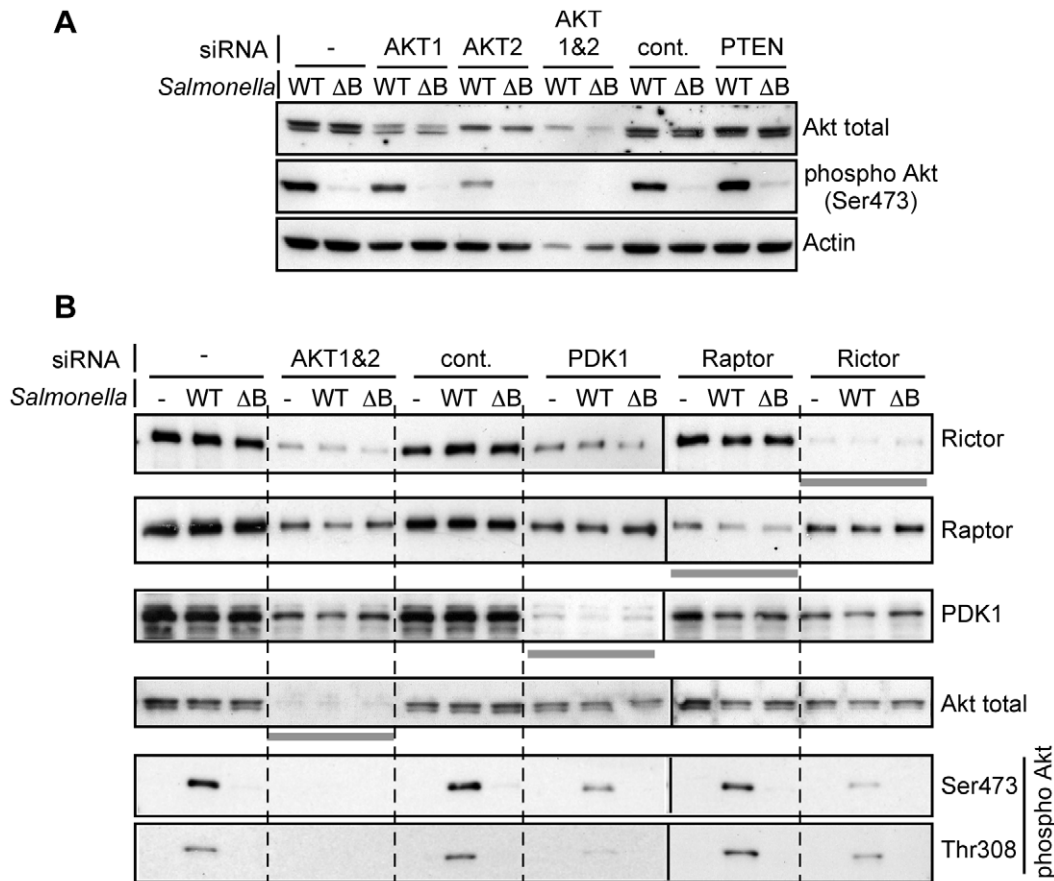 A
siRNA - AKT1 AKT2 AKT 1&2 cont. PTEN
Salmonella WT ΔB WT ΔB WT ΔB WT ΔB WT ΔB WT ΔB
Akt total
phospho Akt
(Ser473)
Actin
B
siRNA - AKT1&2 cont. PDK1 Raptor Rictor
Salmonella - WT ΔB - WT ΔB - WT ΔB - WT ΔB - WT ΔB - WT ΔB
Rictor
Raptor
PDK1
Akt total
Ser473
Thr308
phospho Akt